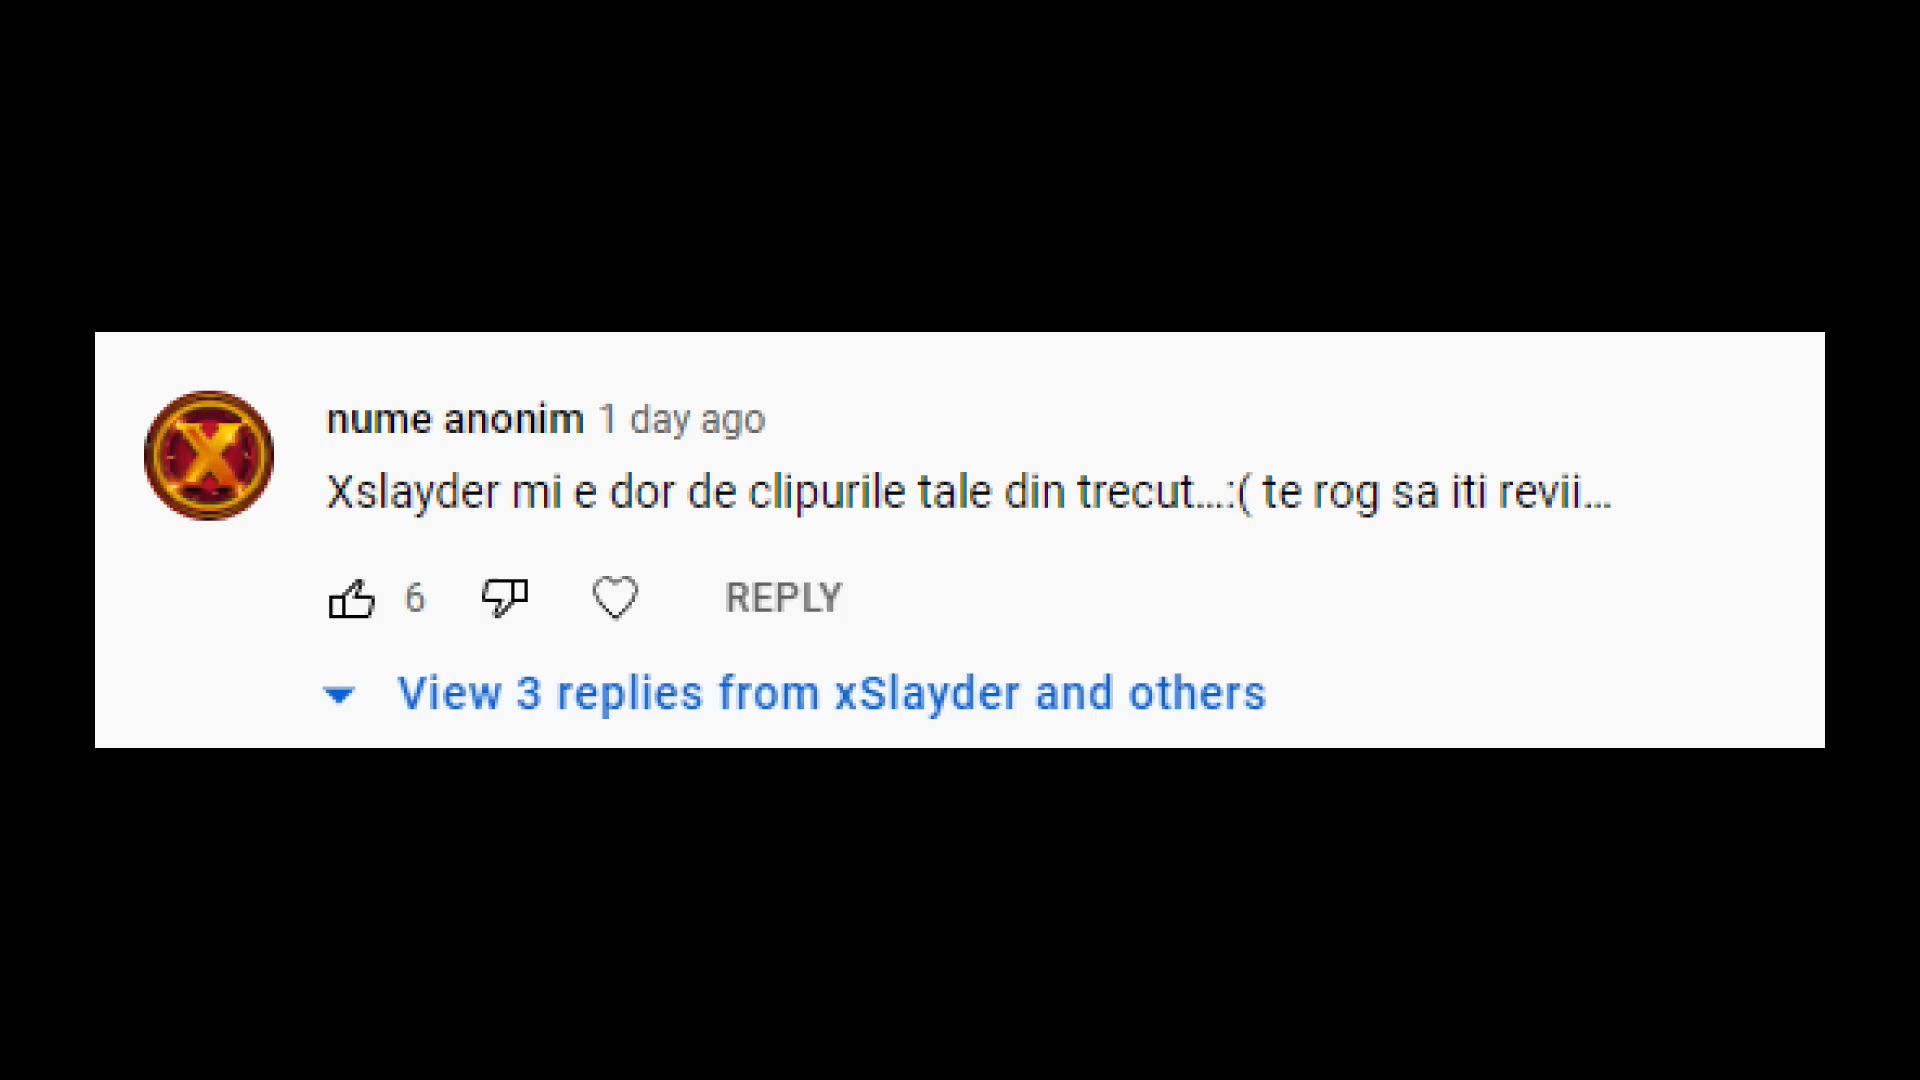 nume anonim 1 day ago
Xslayder mi e dor de clipurile tale din trecut...:( te rog sa iti revii...
6 REPLY
View 3 replies from xSlayder and others
X